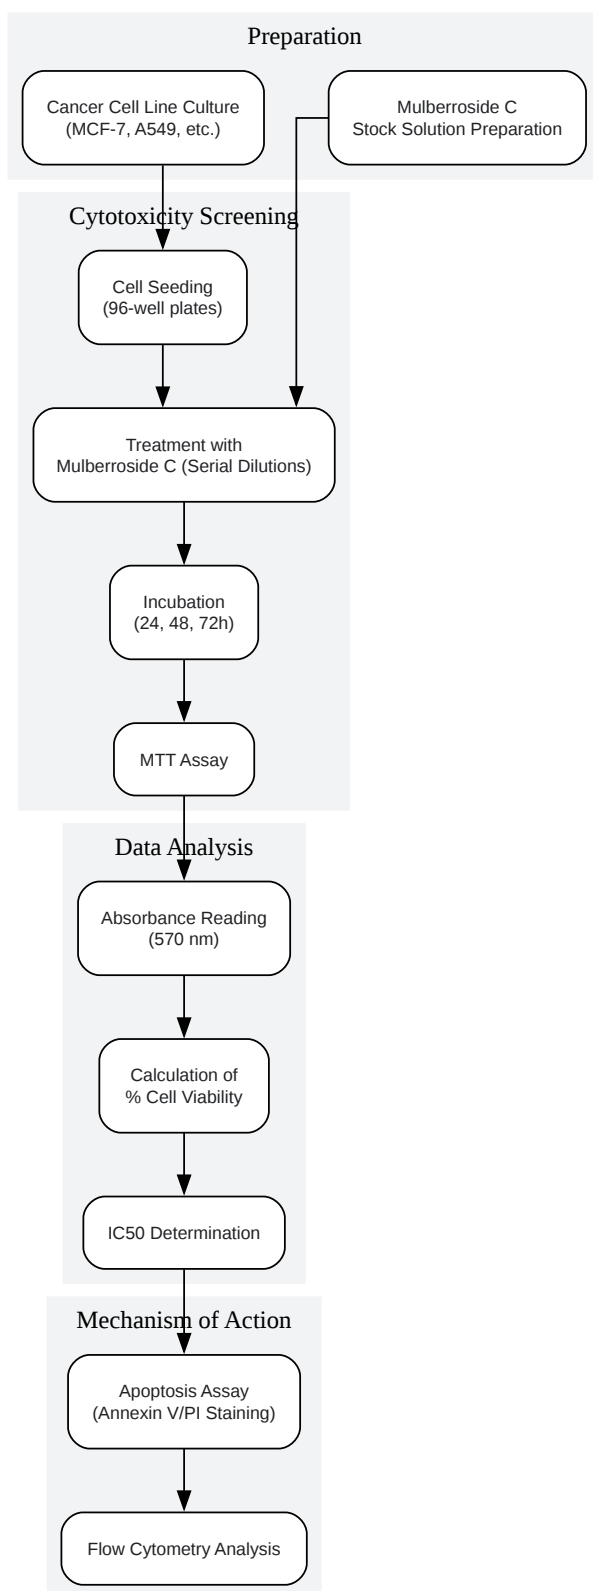 Preparation
Cancer Cell Line Culture
(MCF-7, A549, etc.)
Mulberroside C
Stock Solution Preparation
Cytotoxicity Screening
Cell Seeding
(96-well plates)
Treatment with
Mulberroside C (Serial Dilutions)
Incubation
(24, 48, 72h)
MTT Assay
Data Analysis
Absorbance Reading
(570 nm)
Calculation of
% Cell Viability
IC50 Determination
Mechanism of Action
Apoptosis Assay
(Annexin V/PI Staining)
Flow Cytometry Analysis